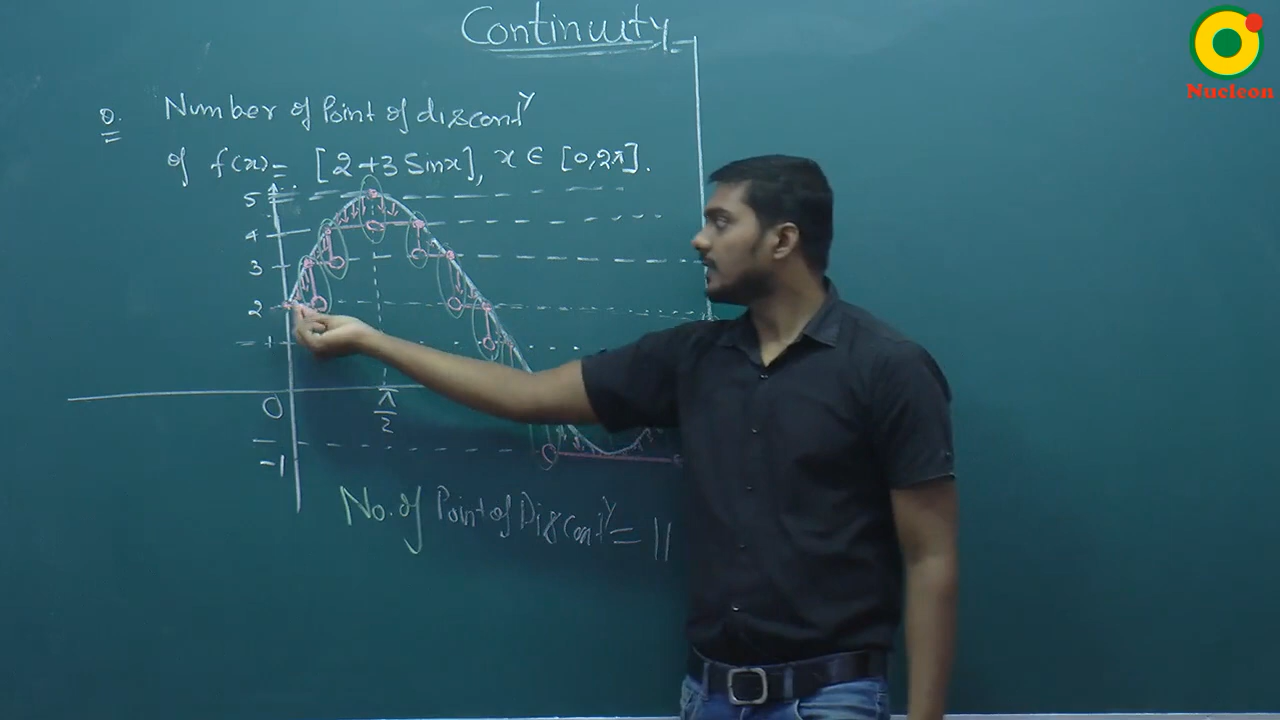 Continuity
Nucleon
Q. Number of Point of discontʸ
of f(x) = [2+3 Sinx], x ∈ [0,2π].
5
4
3
2
1
0
π/2
-1
No. of Point of Discontʸ = 11